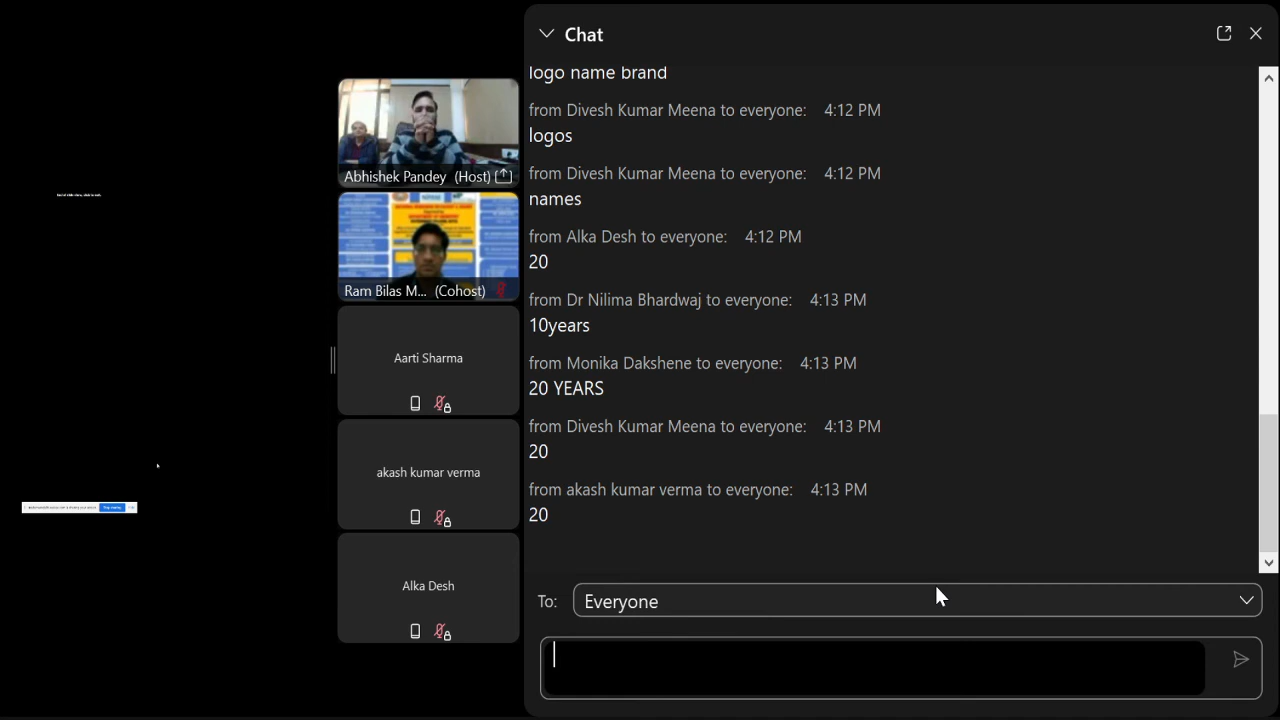 Chat
logo name brand
from Divesh Kumar Meena to everyone: 4:12 PM
logos
from Divesh Kumar Meena to everyone: 4:12 PM
names
from Alka Desh to everyone: 4:12 PM
20
from Dr Nilima Bhardwaj to everyone: 4:13 PM
10years
from Monika Dakshene to everyone: 4:13 PM
20 YEARS
from Divesh Kumar Meena to everyone: 4:13 PM
20
from akash kumar verma to everyone: 4:13 PM
20
To: Everyone
Abhishek Pandey (Host)
Ram Bilas M... (Cohost)
Aarti Sharma
akash kumar verma
Alka Desh